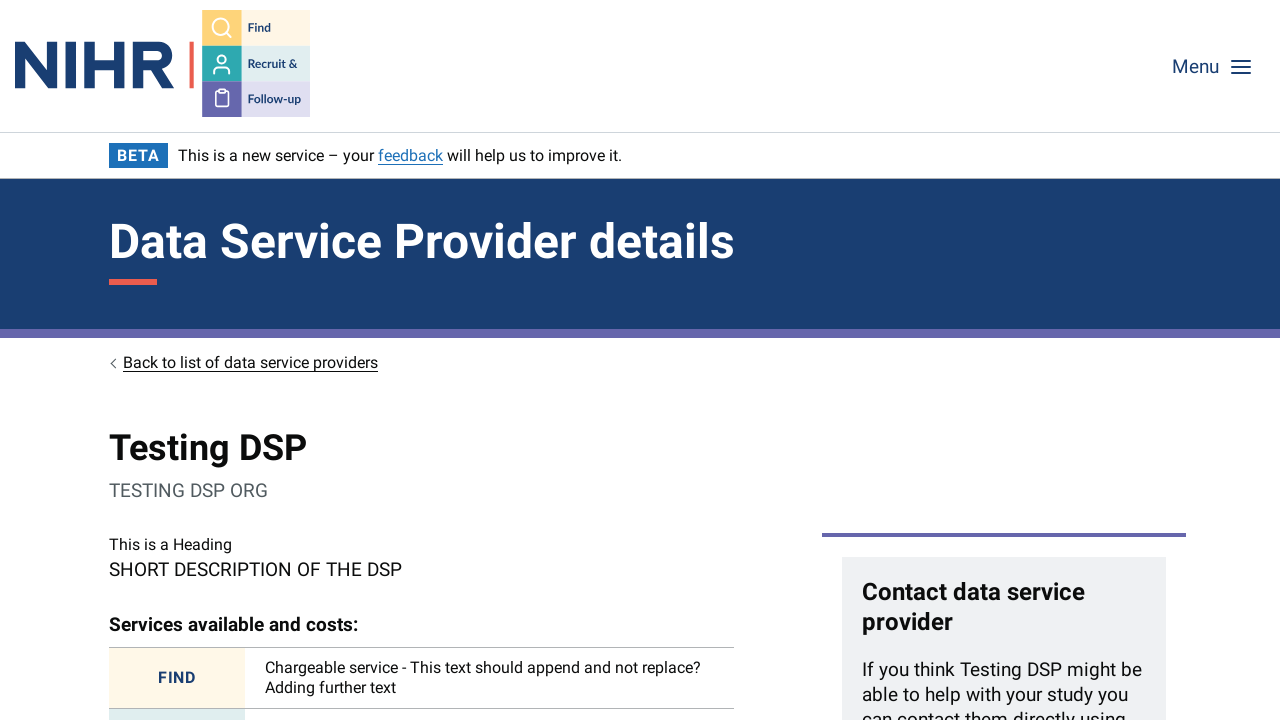 NIHR
Find
Recruit &
Follow-up
Menu
BETA This is a new service – your feedback will help us to improve it.
Data Service Provider details
Back to list of data service providers
Testing DSP
TESTING DSP ORG
This is a Heading
SHORT DESCRIPTION OF THE DSP
Services available and costs:
FIND
Chargeable service - This text should append and not replace?
Adding further text
Contact data service
provider
If you think Testing DSP might be
able to help with your study you
can contact them directly using